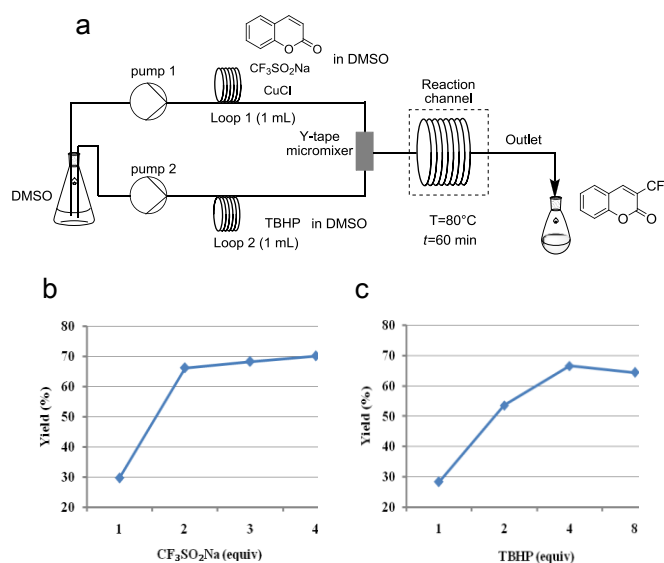 a
O
O
CF₃SO₂Na
CuCl
in DMSO
pump 1
Loop 1 (1 mL)
Reaction
channel
Y-tape
micromixer
Outlet
pump 2
DMSO
TBHP
in DMSO
Loop 2 (1 mL)
T=80°C
t=60 min
CF
O
O
b
80
70
60
50
40
30
20
Yield (%)
1 2 3 4
CF₃SO₂Na (equiv)
c
80
70
60
50
40
30
20
Yield (%)
1 2 4 8
TBHP (equiv)